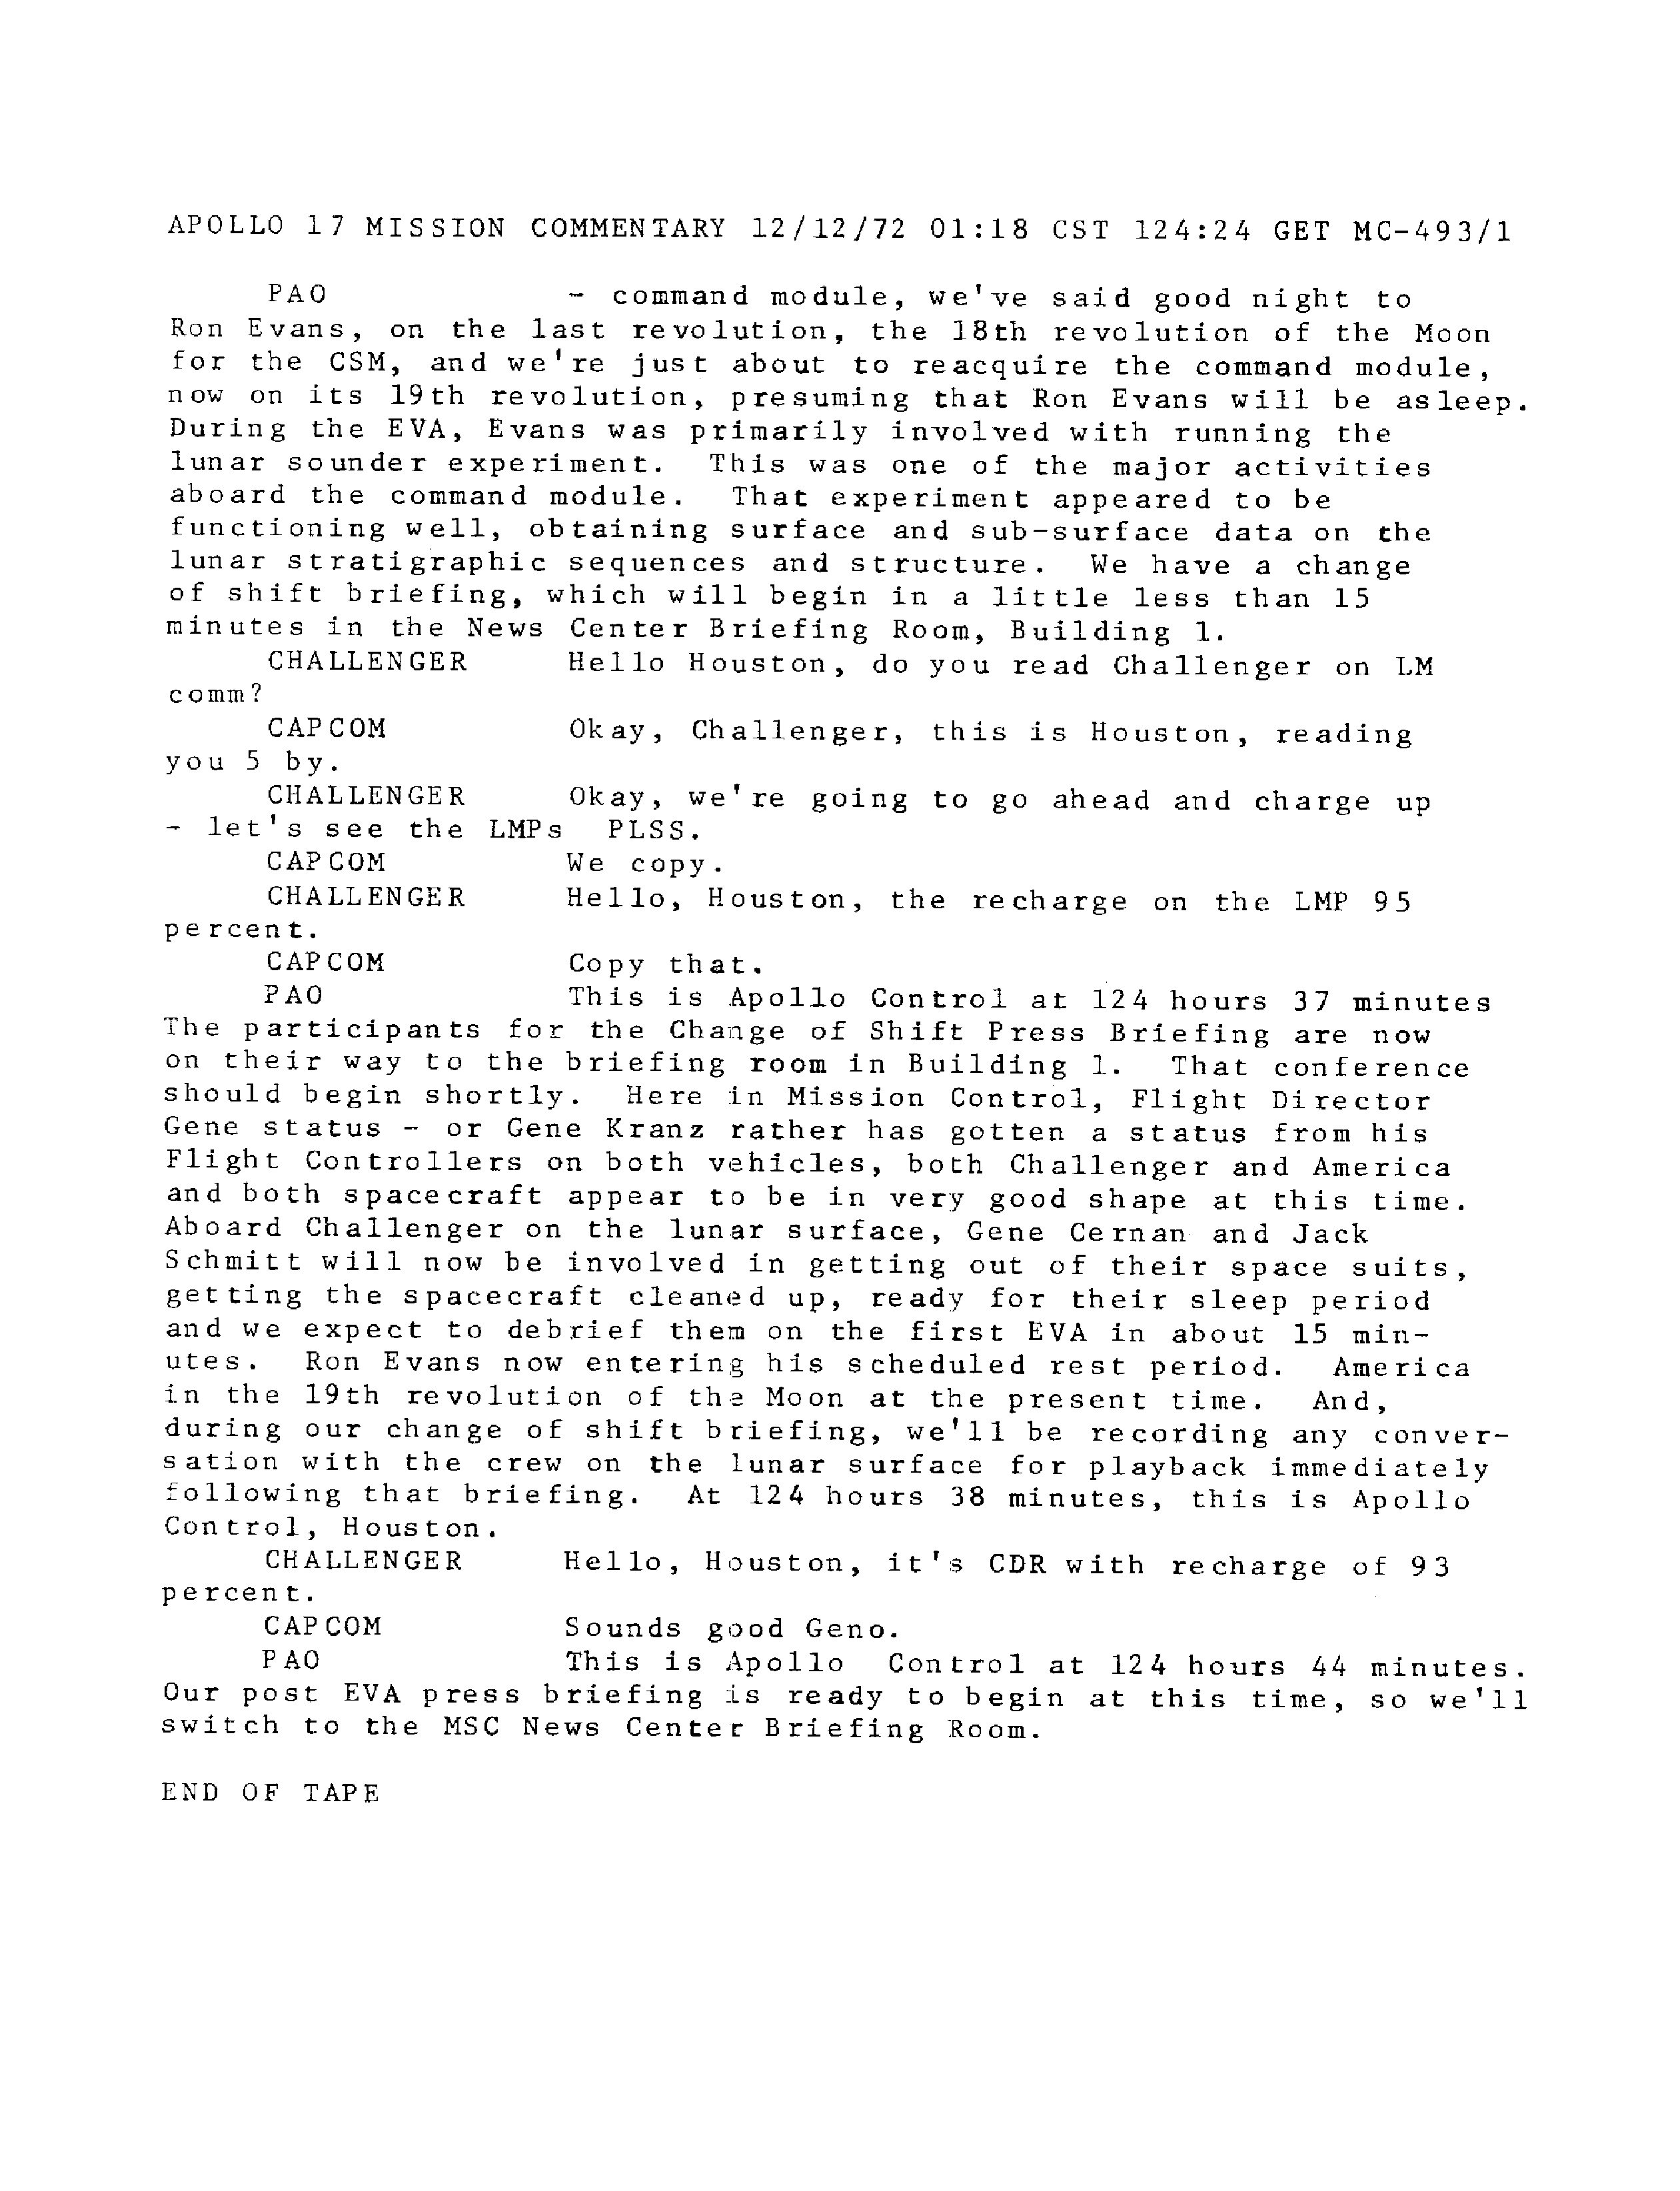 APOLLO 17 MISSION COMMENTARY 12/12/72 01:18 CST 124:24 GET MC-493/1
PAO - command module, we've said good night to
Ron Evans, on the last revolution, the 18th revolution of the Moon
for the CSM, and we're just about to reacquire the command module,
now on its 19th revolution, presuming that Ron Evans will be asleep.
During the EVA, Evans was primarily involved with running the
lunar sounder experiment. This was one of the major activities
aboard the command module. That experiment appeared to be
functioning well, obtaining surface and sub-surface data on the
lunar stratigraphic sequences and structure. We have a change
of shift briefing, which will begin in a little less than 15
minutes in the News Center Briefing Room, Building 1.
CHALLENGER Hello Houston, do you read Challenger on LM
comm?
CAPCOM Okay, Challenger, this is Houston, reading
you 5 by.
CHALLENGER Okay, we're going to go ahead and charge up
- let's see the LMPs PLSS.
CAPCOM We copy.
CHALLENGER Hello, Houston, the recharge on the LMP 95
percent.
CAPCOM Copy that.
PAO This is Apollo Control at 124 hours 37 minutes
The participants for the Change of Shift Press Briefing are now
on their way to the briefing room in Building 1. That conference
should begin shortly. Here in Mission Control, Flight Director
Gene status - or Gene Kranz rather has gotten a status from his
Flight Controllers on both vehicles, both Challenger and America
and both spacecraft appear to be in very good shape at this time.
Aboard Challenger on the lunar surface, Gene Cernan and Jack
Schmitt will now be involved in getting out of their space suits,
getting the spacecraft cleaned up, ready for their sleep period
and we expect to debrief them on the first EVA in about 15 min-
utes. Ron Evans now entering his scheduled rest period. America
in the 19th revolution of the Moon at the present time. And,
during our change of shift briefing, we'll be recording any conver-
sation with the crew on the lunar surface for playback immediately
following that briefing. At 124 hours 38 minutes, this is Apollo
Control, Houston.
CHALLENGER Hello, Houston, it's CDR with recharge of 93
percent.
CAPCOM Sounds good Geno.
PAO This is Apollo Control at 124 hours 44 minutes.
Our post EVA press briefing is ready to begin at this time, so we'll
switch to the MSC News Center Briefing Room.
END OF TAPE